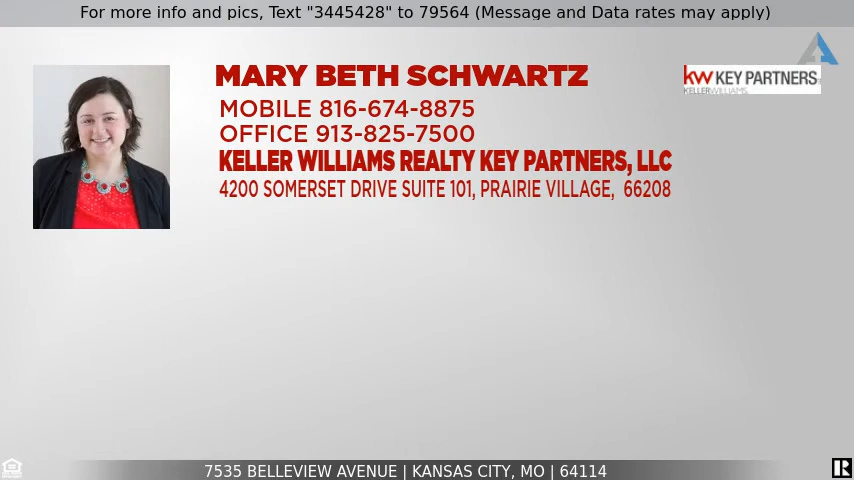 For more info and pics, Text "3445428" to 79564 (Message and Data rates may apply)
MARY BETH SCHWARTZ
MOBILE 816-674-8875
OFFICE 913-825-7500
KELLER WILLIAMS REALTY KEY PARTNERS, LLC
4200 SOMERSET DRIVE SUITE 101, PRAIRIE VILLAGE, 66208
kw KEY PARTNERS
KELLERWILLIAMS.
7535 BELLEVIEW AVENUE | KANSAS CITY, MO | 64114